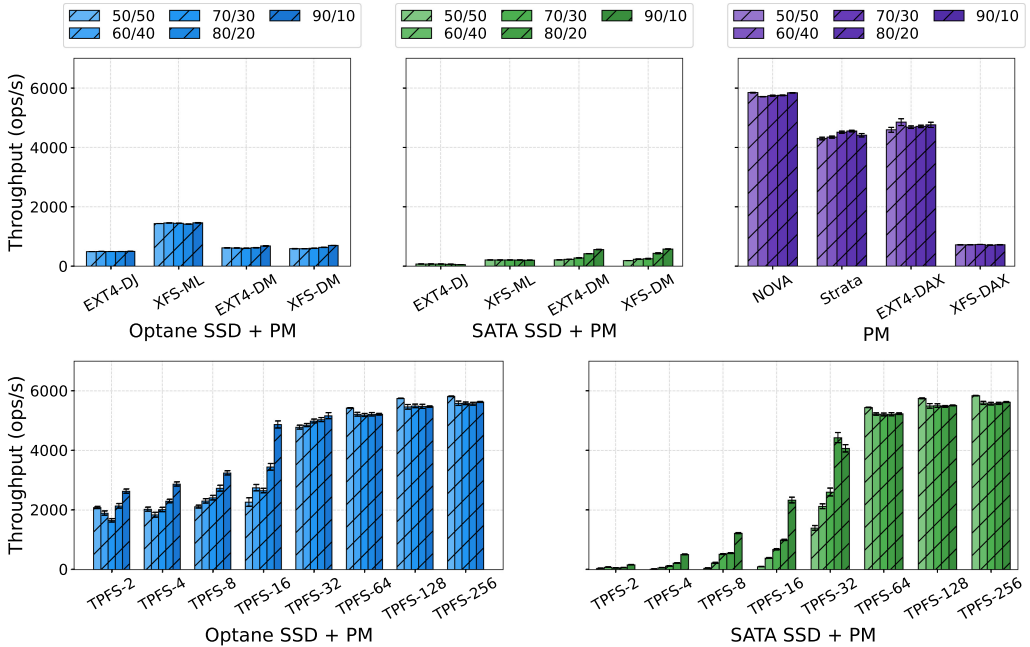 50/50 70/30 90/10
60/40 80/20
50/50 70/30 90/10
60/40 80/20
50/50 70/30 90/10
60/40 80/20
Throughput (ops/s)
6000
4000
2000
0
EXT4-DJ XFS-ML EXT4-DM XFS-DM
Optane SSD + PM
EXT4-DJ XFS-ML EXT4-DM XFS-DM
SATA SSD + PM
NOVA Strata EXT4-DAX XFS-DAX
PM
Throughput (ops/s)
6000
4000
2000
0
TPFS-2 TPFS-4 TPFS-8 TPFS-16 TPFS-32 TPFS-64 TPFS-128 TPFS-256
Optane SSD + PM
TPFS-2 TPFS-4 TPFS-8 TPFS-16 TPFS-32 TPFS-64 TPFS-128 TPFS-256
SATA SSD + PM